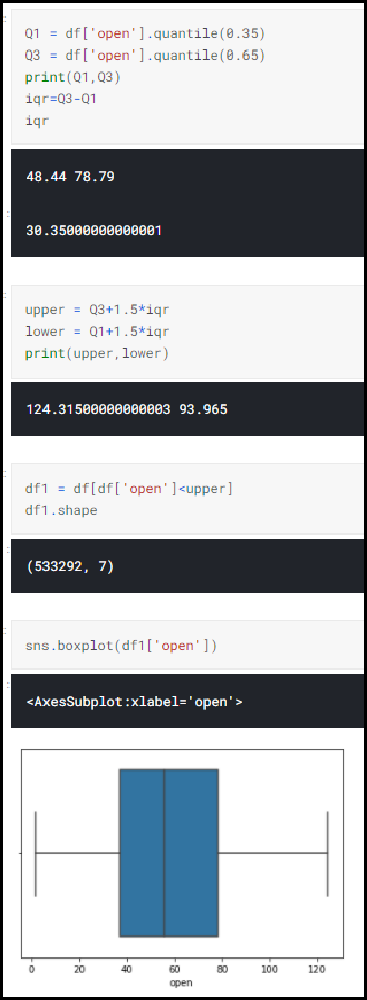 Q1 = df['open'].quantile(0.35)
Q3 = df['open'].quantile(0.65)
print(Q1,Q3)
iqr=Q3-Q1
iqr
48.44 78.79
:
30.35000000000001
:
upper = Q3+1.5*iqr
lower = Q1+1.5*iqr
print(upper,lower)
124.31500000000003 93.965
:
df1 = df[df['open']<upper]
df1.shape
:
(533292, 7)
:
sns.boxplot(df1['open'])
:
<AxesSubplot:xlabel='open'>
0 20 40 60 80 100 120
open